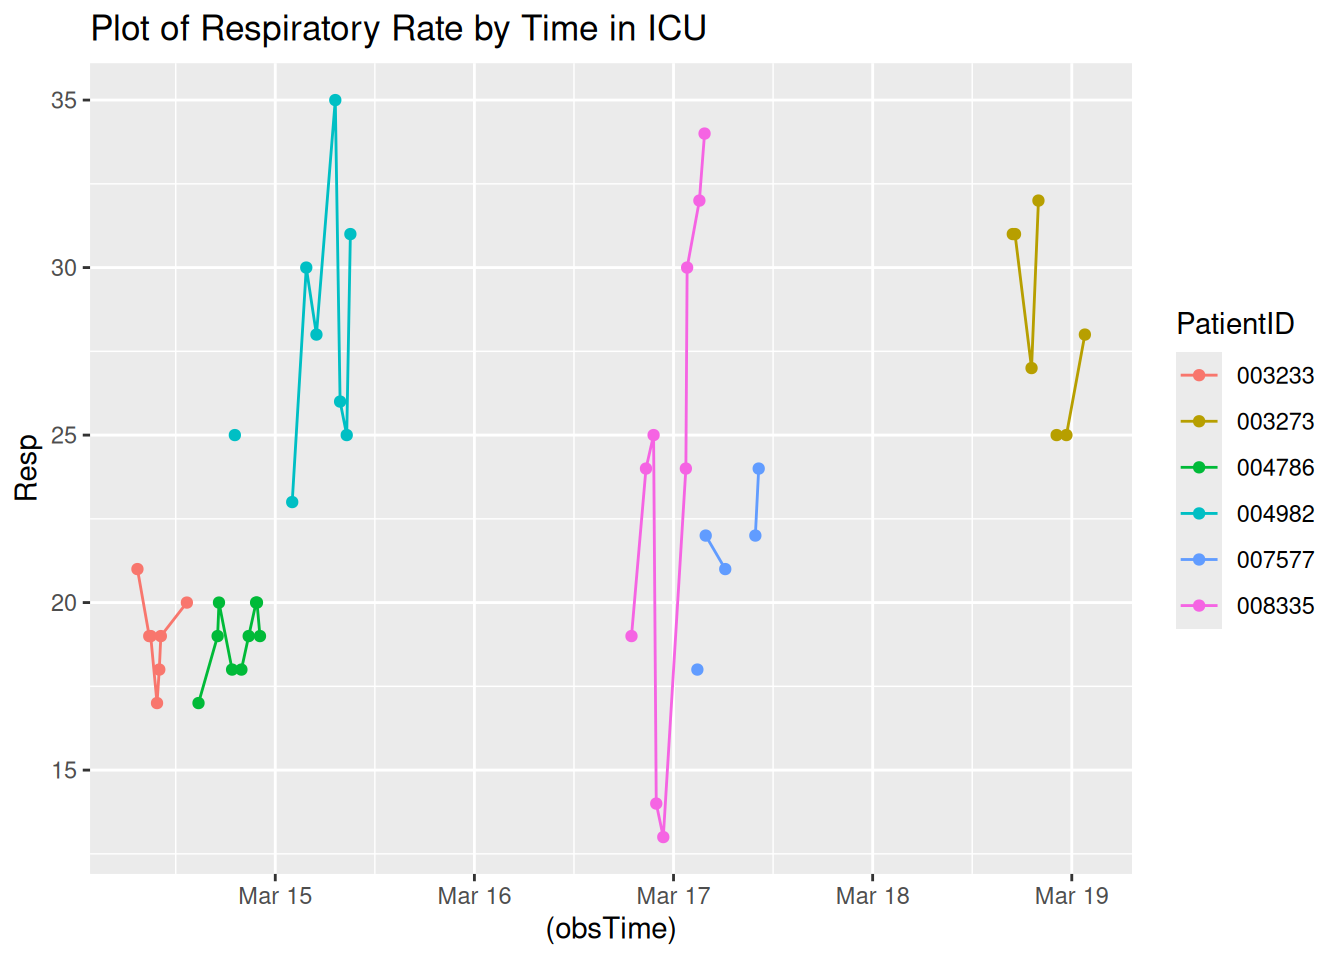 Plot of Respiratory Rate by Time in ICU
Resp
35
30
25
20
15
Mar 15
Mar 16
Mar 17
Mar 18
Mar 19
(obsTime)
PatientID
003233
003273
004786
004982
007577
008335